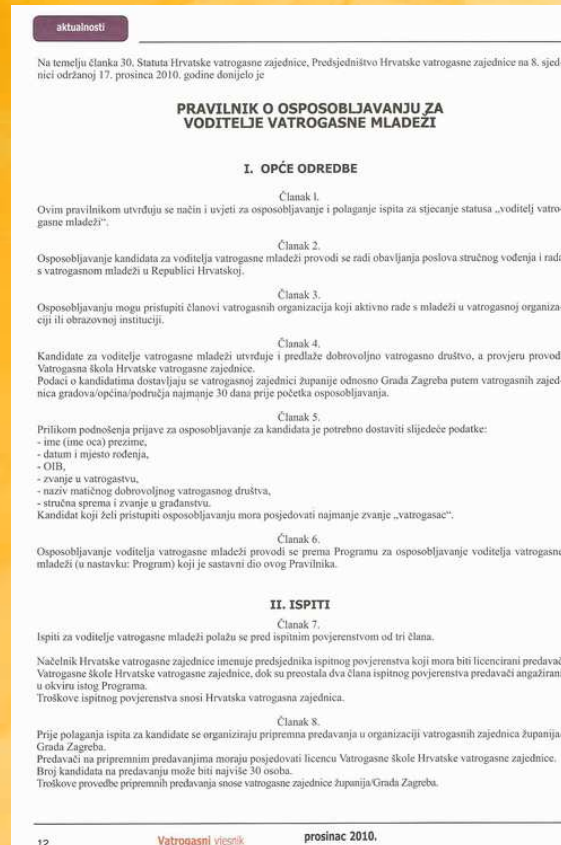 aktualnosti
Na temelju članka 30. Statuta Hrvatske vatrogasne zajednice, Predsjedništvo Hrvatske vatrogasne zajednice na 8. sjed-
nici održanoj 17. prosinca 2010. godine donijelo je
PRAVILNIK O OSPOSOBLJAVANJU ZA
VODITELJE VATROGASNE MLADEŽI
I. OPĆE ODREDBE
Članak 1.
Ovim pravilnikom utvrđuju se način i uvjeti za osposobljavanje i polaganje ispita za stjecanje statusa „voditelj vatro-
gasne mladeži“.
Članak 2.
Osposobljavanje kandidata za voditelja vatrogasne mladeži provodi se radi obavljanja poslova stručnog vođenja i rada
s vatrogasnom mladeži u Republici Hrvatskoj.
Članak 3.
Osposobljavanju mogu pristupiti članovi vatrogasnih organizacija koji aktivno rade s mladeži u vatrogasnoj organiza-
ciji ili obrazovnoj instituciji.
Članak 4.
Kandidate za voditelje vatrogasne mladeži utvrđuje i predlaže dobrovoljno vatrogasno društvo, a provjeru provodi
Vatrogasna škola Hrvatske vatrogasne zajednice.
Podaci o kandidatima dostavljaju se vatrogasnoj zajednici županije odnosno Grada Zagreba putem vatrogasnih zajed-
nica gradova/općina/područja najmanje 30 dana prije početka osposobljavanja.
Članak 5.
Prilikom podnošenja prijave za osposobljavanje za kandidata je potrebno dostaviti slijedeće podatke:
- ime (ime oca) prezime,
- datum i mjesto rođenja,
- OIB,
- zvanje u vatrogastvu,
- naziv matičnog dobrovoljnog vatrogasnog društva,
- stručna sprema i zvanje u građanstvu.
Kandidat koji želi pristupiti osposobljavanju mora posjedovati najmanje zvanje „vatrogasac“.
Članak 6.
Osposobljavanje voditelja vatrogasne mladeži provodi se prema Programu za osposobljavanje voditelja vatrogasne
mladeži (u nastavku: Program) koji je sastavni dio ovog Pravilnika.
II. ISPITI
Članak 7.
Ispiti za voditelje vatrogasne mladeži polažu se pred ispitnim povjerenstvom od tri člana.
Načelnik Hrvatske vatrogasne zajednice imenuje predsjednika ispitnog povjerenstva koji mora biti licencirani predavač
Vatrogasne škole Hrvatske vatrogasne zajednice, dok su preostala dva člana ispitnog povjerenstva predavači angažirani
u okviru istog Programa.
Troškove ispitnog povjerenstva snosi Hrvatska vatrogasna zajednica.
Članak 8.
Prije polaganja ispita za kandidate se organiziraju pripremna predavanja u organizaciji vatrogasnih zajednica županija/
Grada Zagreba.
Predavači na pripremnim predavanjima moraju posjedovati licencu Vatrogasne škole Hrvatske vatrogasne zajednice.
Broj kandidata na predavanju može biti najviše 30 osoba.
Troškove provedbe pripremnih predavanja snose vatrogasne zajednice županija/Grada Zagreba.
12 Vatrogasni vjesnik prosinac 2010.